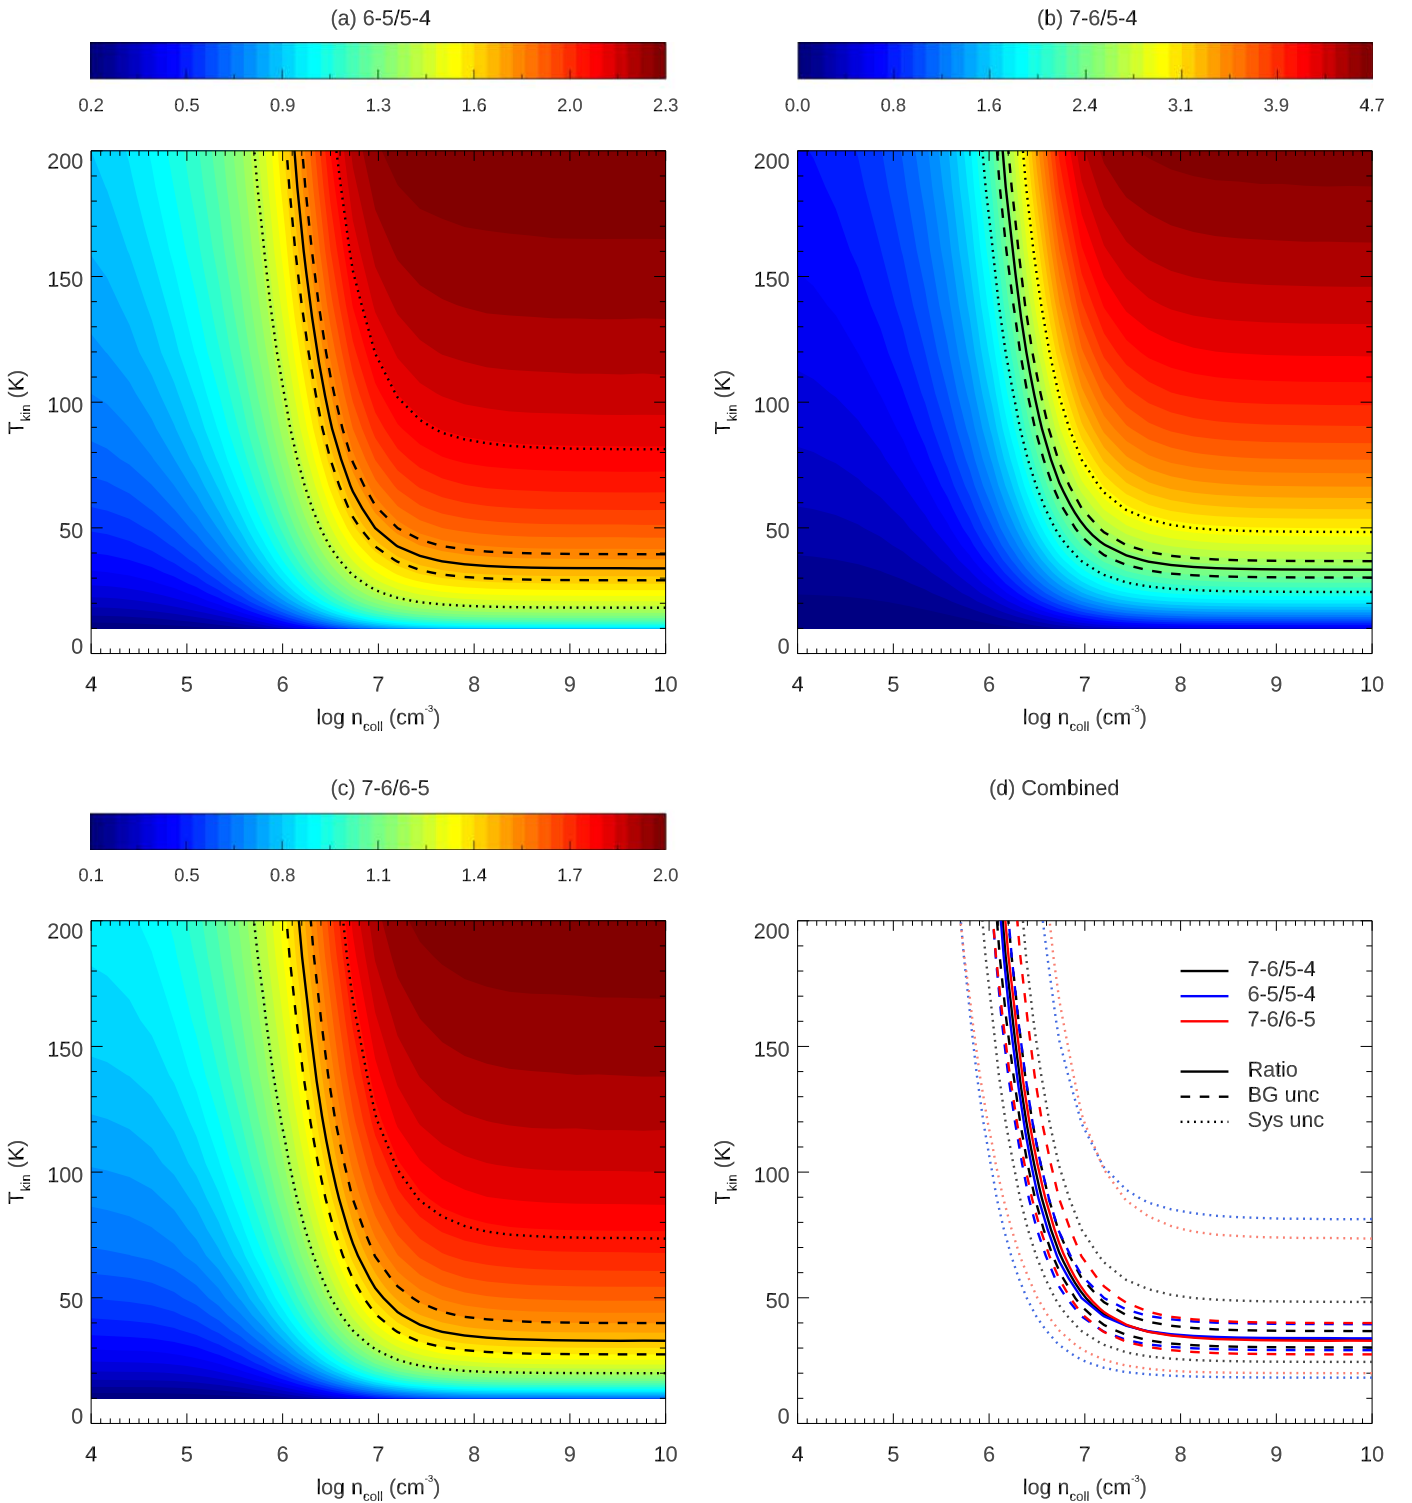 (a) 6-5/5-4
0.2 0.5 0.9 1.3 1.6 2.0 2.3
200
150
100
50
0
T_kin (K)
4 5 6 7 8 9 10
log n_coll (cm^-3)
(b) 7-6/5-4
0.0 0.8 1.6 2.4 3.1 3.9 4.7
200
150
100
50
0
T_kin (K)
4 5 6 7 8 9 10
log n_coll (cm^-3)
(c) 7-6/6-5
0.1 0.5 0.8 1.1 1.4 1.7 2.0
200
150
100
50
0
T_kin (K)
4 5 6 7 8 9 10
log n_coll (cm^-3)
(d) Combined
200
150
100
50
0
T_kin (K)
7-6/5-4
6-5/5-4
7-6/6-5
Ratio
BG unc
Sys unc
4 5 6 7 8 9 10
log n_coll (cm^-3)